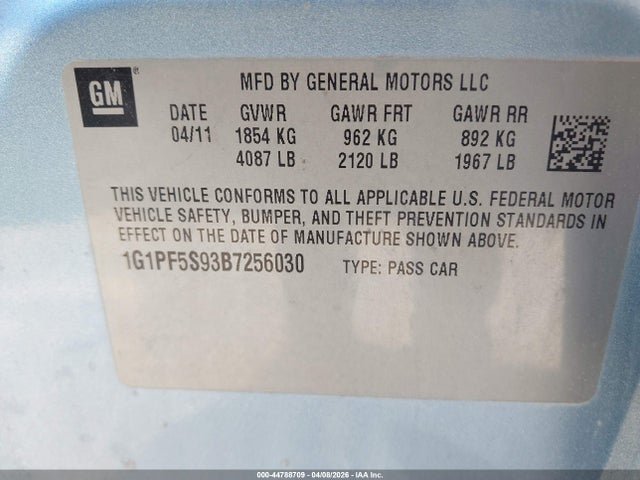 GM
MFD BY GENERAL MOTORS LLC
DATE GVWR GAWR FRT GAWR RR
04/11 1854 KG 962 KG 892 KG
4087 LB 2120 LB 1967 LB
THIS VEHICLE CONFORMS TO ALL APPLICABLE U.S. FEDERAL MOTOR
VEHICLE SAFETY, BUMPER, AND THEFT PREVENTION STANDARDS IN
EFFECT ON THE DATE OF MANUFACTURE SHOWN ABOVE.
1G1PF5S93B7256030 TYPE: PASS CAR
000-44788709 - 04/08/2026 - IAA Inc.